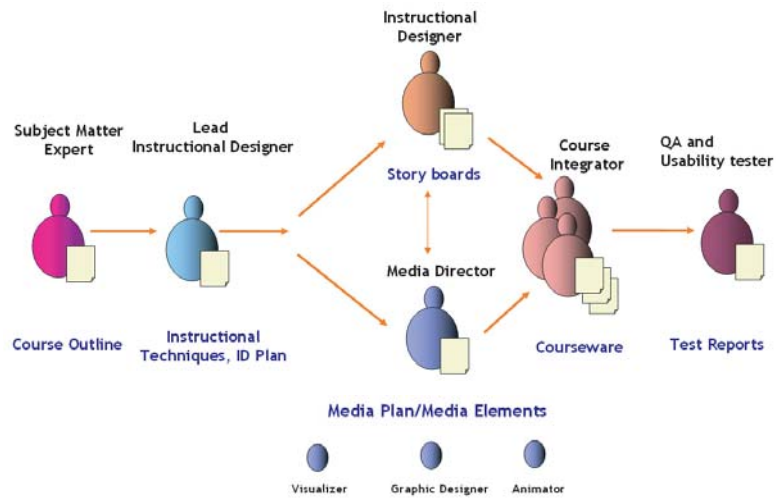 Instructional
Designer
Subject Matter
Expert
Lead
Instructional Designer
Course
Integrator
QA and
Usability tester
Story boards
Media Director
Course Outline
Instructional
Techniques, ID Plan
Courseware
Test Reports
Media Plan/Media Elements
Visualizer
Graphic Designer
Animator